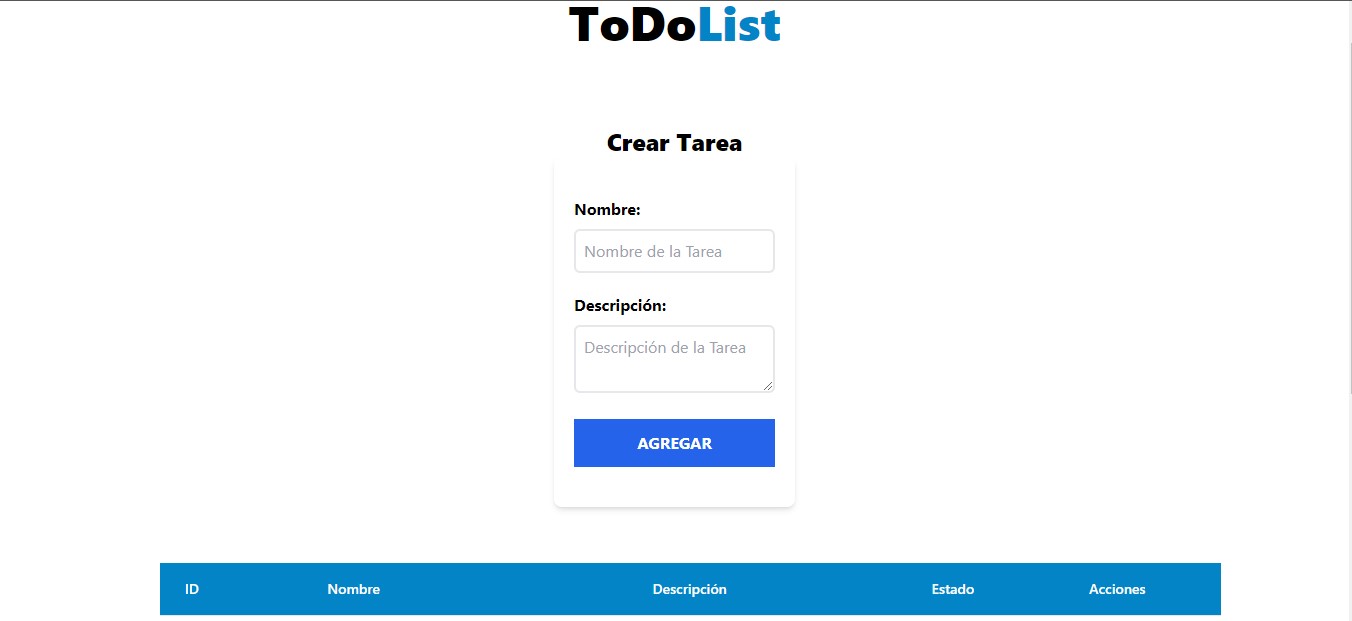 ToDoList
Crear Tarea
Nombre:
Nombre de la Tarea
Descripción:
Descripción de la Tarea
AGREGAR
ID Nombre Descripción Estado Acciones